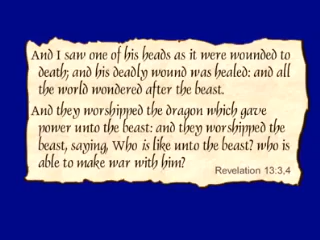 And I saw one of his heads as it were wounded to
death; and his deadly wound was healed: and all
the world wondered after the beast.
And they worshipped the dragon which gave
power unto the beast: and they worshipped the
beast, saying, Who is like unto the beast? who is
able to make war with him?
Revelation 13:3,4